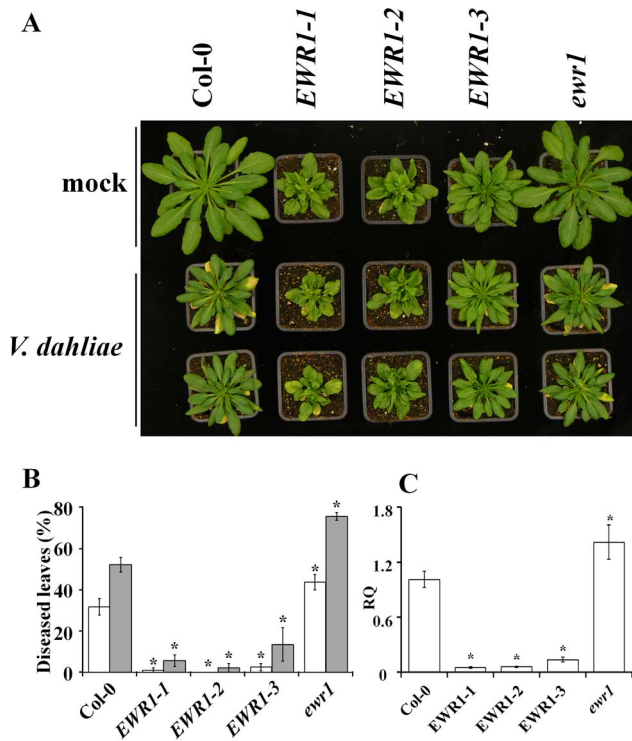 A
Col-0
EWR1-1
EWR1-2
EWR1-3
ewr1
mock
V. dahliae
B
Diseased leaves (%)
80
60
40
20
0
* * * * * * * *
Col-0
EWR1-1
EWR1-2
EWR1-3
ewr1
C
RQ
1.8
1.2
0.6
0
* * * *
Col-0
EWR1-1
EWR1-2
EWR1-3
ewr1